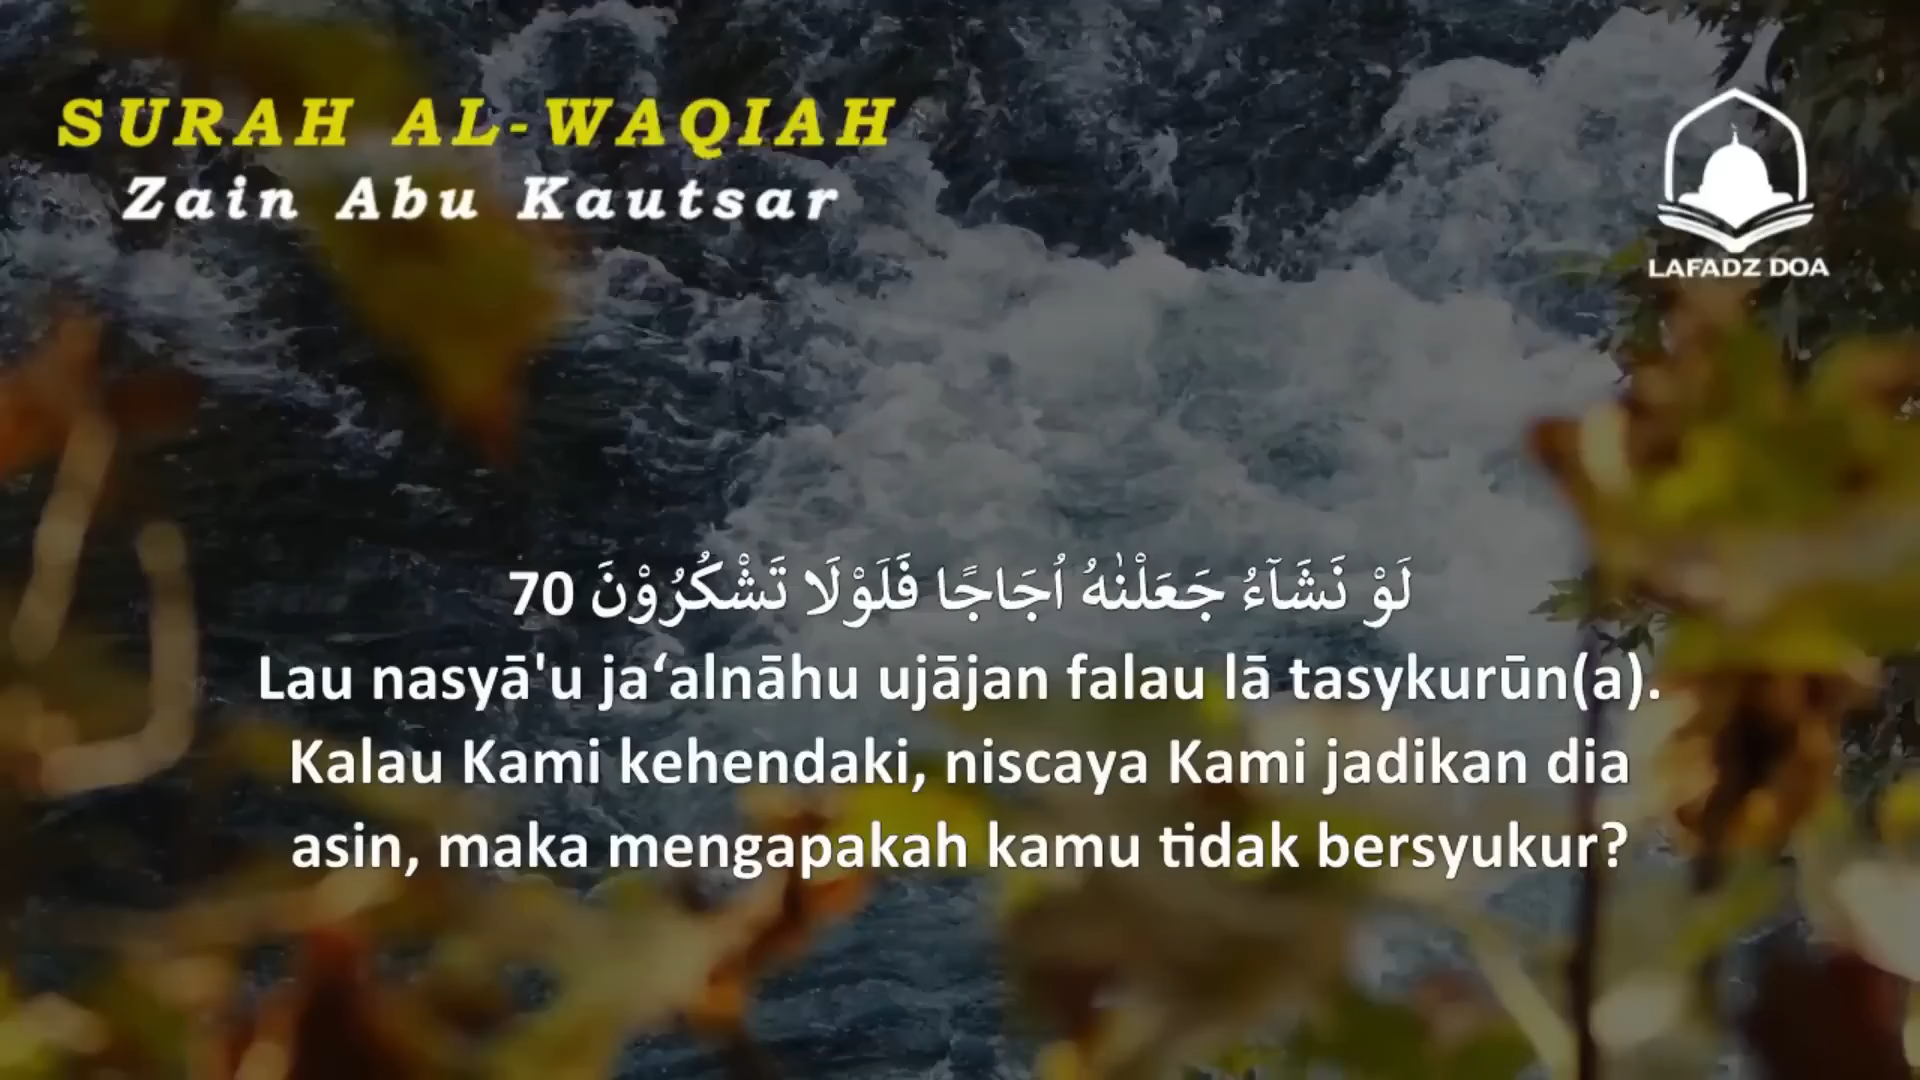 SURAH AL-WAQIAH
Zain Abu Kautsar
LAFADZ DOA
لَوْ نَشَاۤءُ جَعَلْنٰهُ اُجَاجًا فَلَوْلَا تَشْكُرُوْنَ 70
Lau nasyā'u ja‘alnāhu ujājan falau lā tasykurūn(a).
Kalau Kami kehendaki, niscaya Kami jadikan dia
asin, maka mengapakah kamu tidak bersyukur?